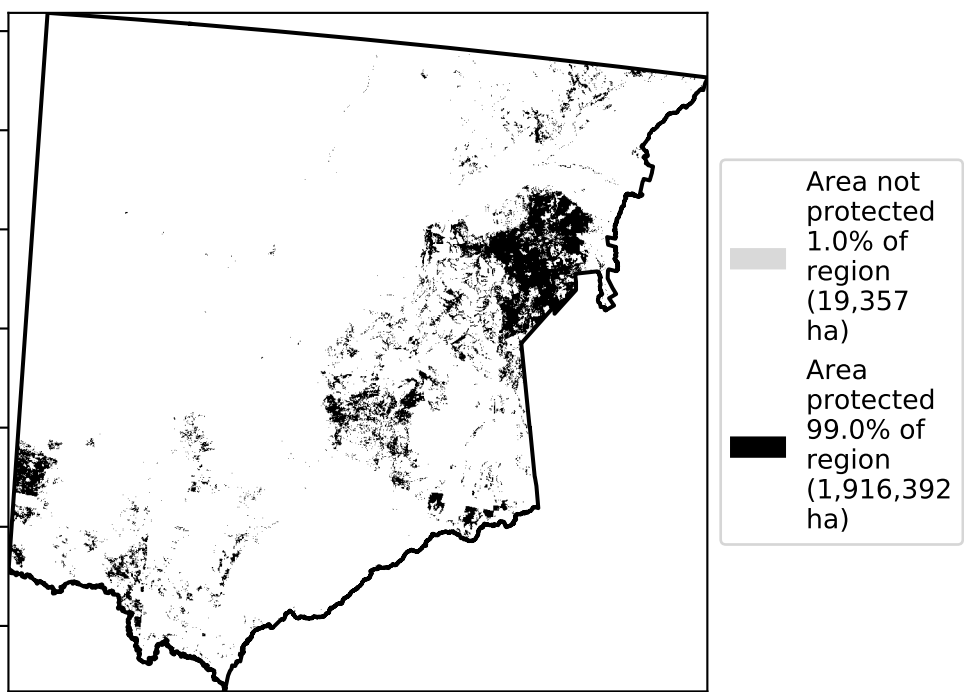 Area not
protected
1.0% of
region
(19,357
ha)
Area
protected
99.0% of
region
(1,916,392
ha)